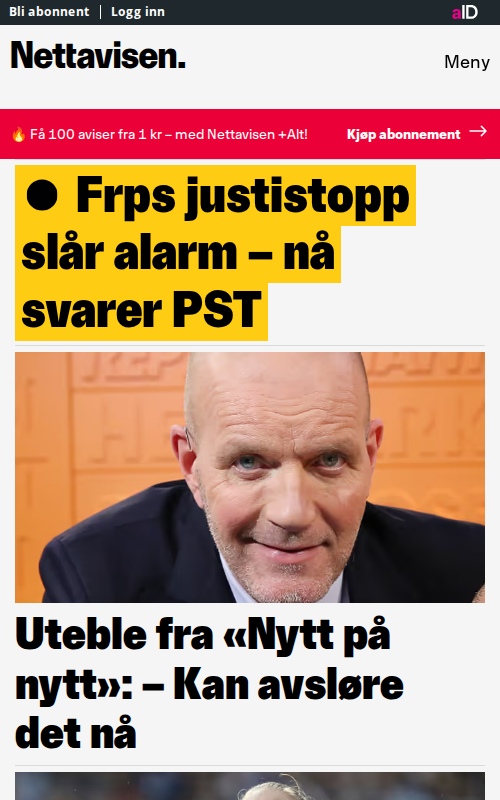 Bli abonnent | Logg inn
aID
Nettavisen.
Meny
🔥 Få 100 aviser fra 1 kr – med Nettavisen +Alt!
Kjøp abonnement →
● Frps justistopp
slår alarm – nå
svarer PST
Uteble fra «Nytt på
nytt»: – Kan avsløre
det nå